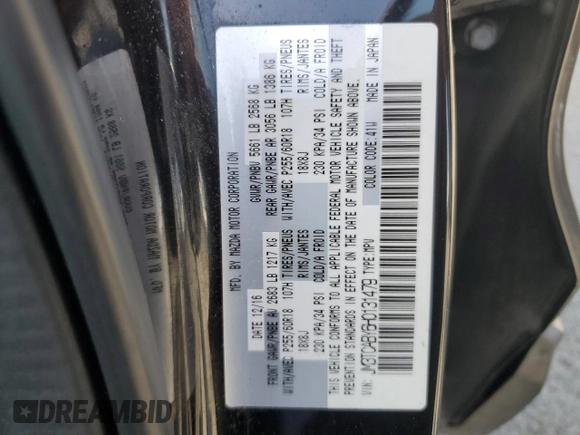 MFD. BY MAZDA MOTOR CORPORATION
DATE 12/16 GVWR/PNBV 5661 LB 2568 KG
FRONT GAWR/PNBE AV 2683 LB 1217 KG REAR GAWR/PNBE AR 3056 LB 1386 KG
WITH/AVEC P255/60R18 107H TIRES/PNEUS WITH/AVEC P255/60R18 107H TIRES/PNEUS
18X8J RIMS/JANTES 18X8J RIMS/JANTES
230 KPA/34 PSI COLD/A FROID 230 KPA/34 PSI COLD/A FROID
THIS VEHICLE CONFORMS TO ALL APPLICABLE FEDERAL MOTOR VEHICLE SAFETY AND THEFT
PREVENTION STANDARDS IN EFFECT ON THE DATE OF MANUFACTURE SHOWN ABOVE.
VIN: JM3TCABY8H0131479 TYPE:MPV COLOR CODE:41W MADE IN JAPAN
DREAMBID